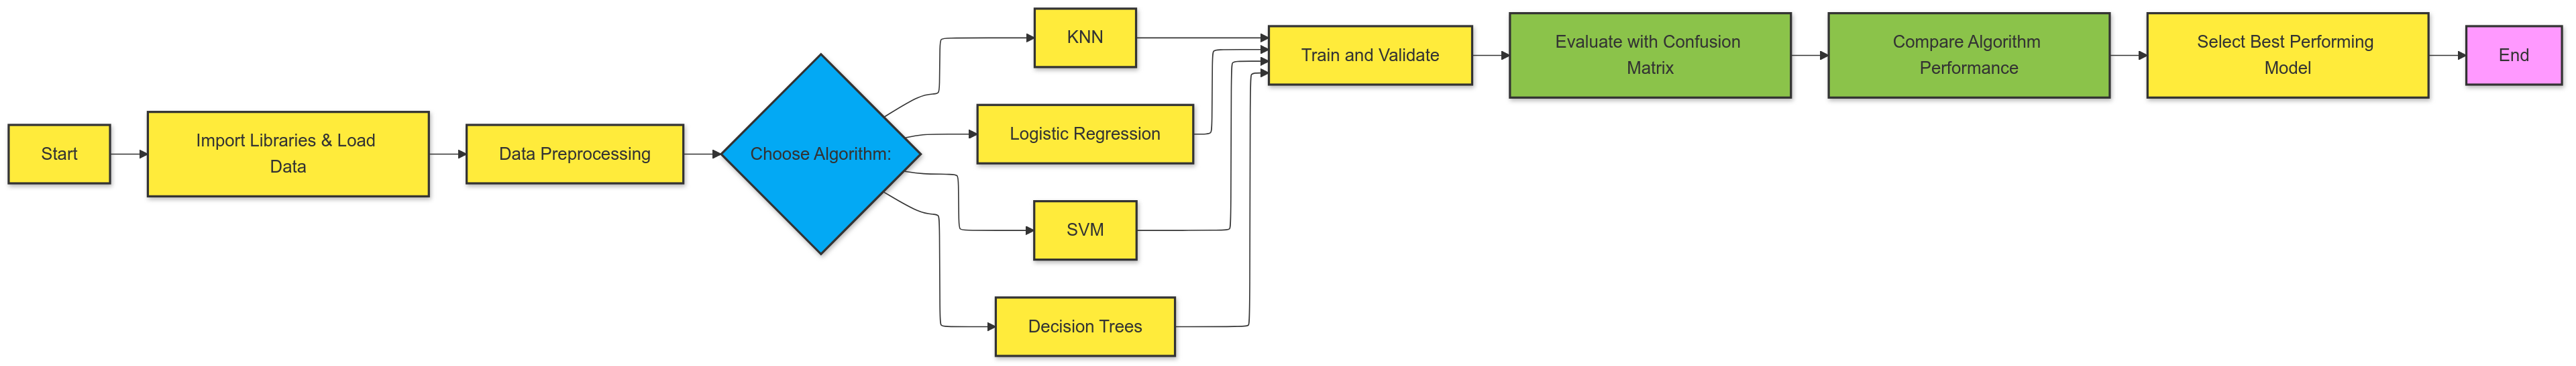 Start
Import Libraries & Load
Data
Data Preprocessing
Choose Algorithm:
KNN
Logistic Regression
SVM
Decision Trees
Train and Validate
Evaluate with Confusion
Matrix
Compare Algorithm
Performance
Select Best Performing
Model
End